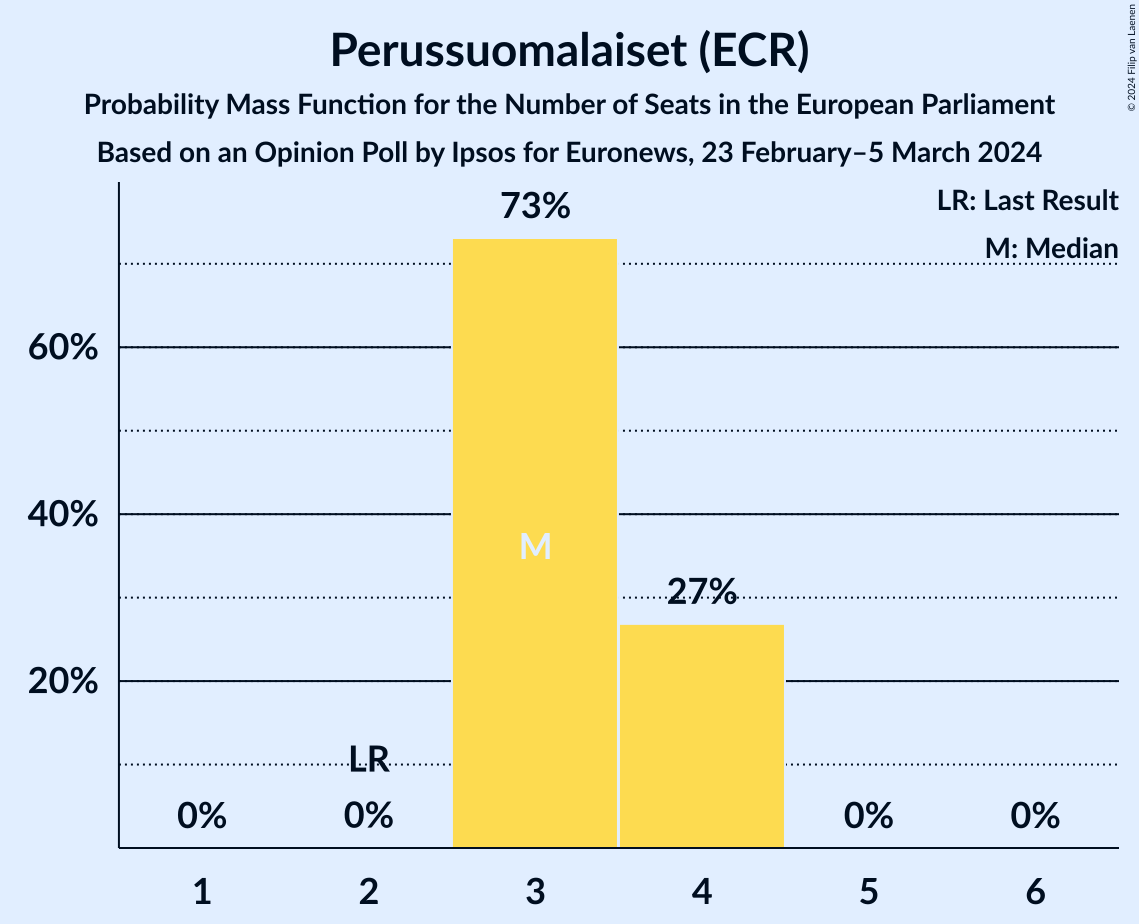 Perussuomalaiset (ECR)
Probability Mass Function for the Number of Seats in the European Parliament
Based on an Opinion Poll by Ipsos for Euronews, 23 February–5 March 2024
© 2024 Filip van Laenen
LR: Last Result
M: Median
73%
60%
40%
M
27%
20%
LR
0% 0% 0% 0%
1 2 3 4 5 6